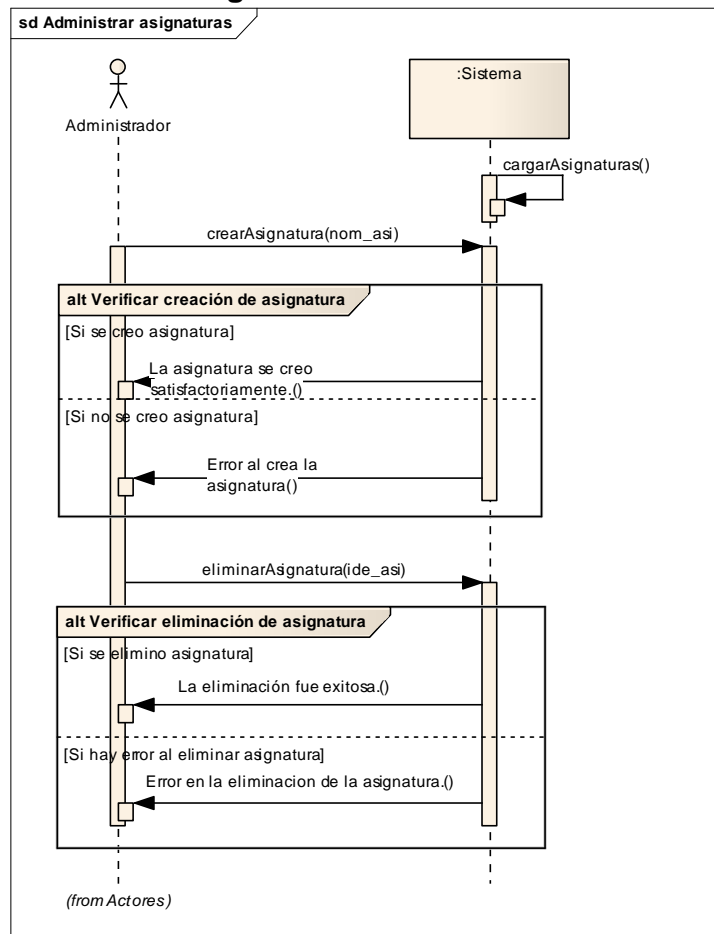 sd Administrar asignaturas
Administrador
:Sistema
cargarAsignaturas()
crearAsignatura(nom_asi)
alt Verificar creación de asignatura
[Si se creo asignatura]
La asignatura se creo
satisfactoriamente.()
[Si no se creo asignatura]
Error al crea la
asignatura()
eliminarAsignatura(ide_asi)
alt Verificar eliminación de asignatura
[Si se elimino asignatura]
La eliminación fue exitosa.()
[Si hay error al eliminar asignatura]
Error en la eliminacion de la asignatura.()
(from Actores)